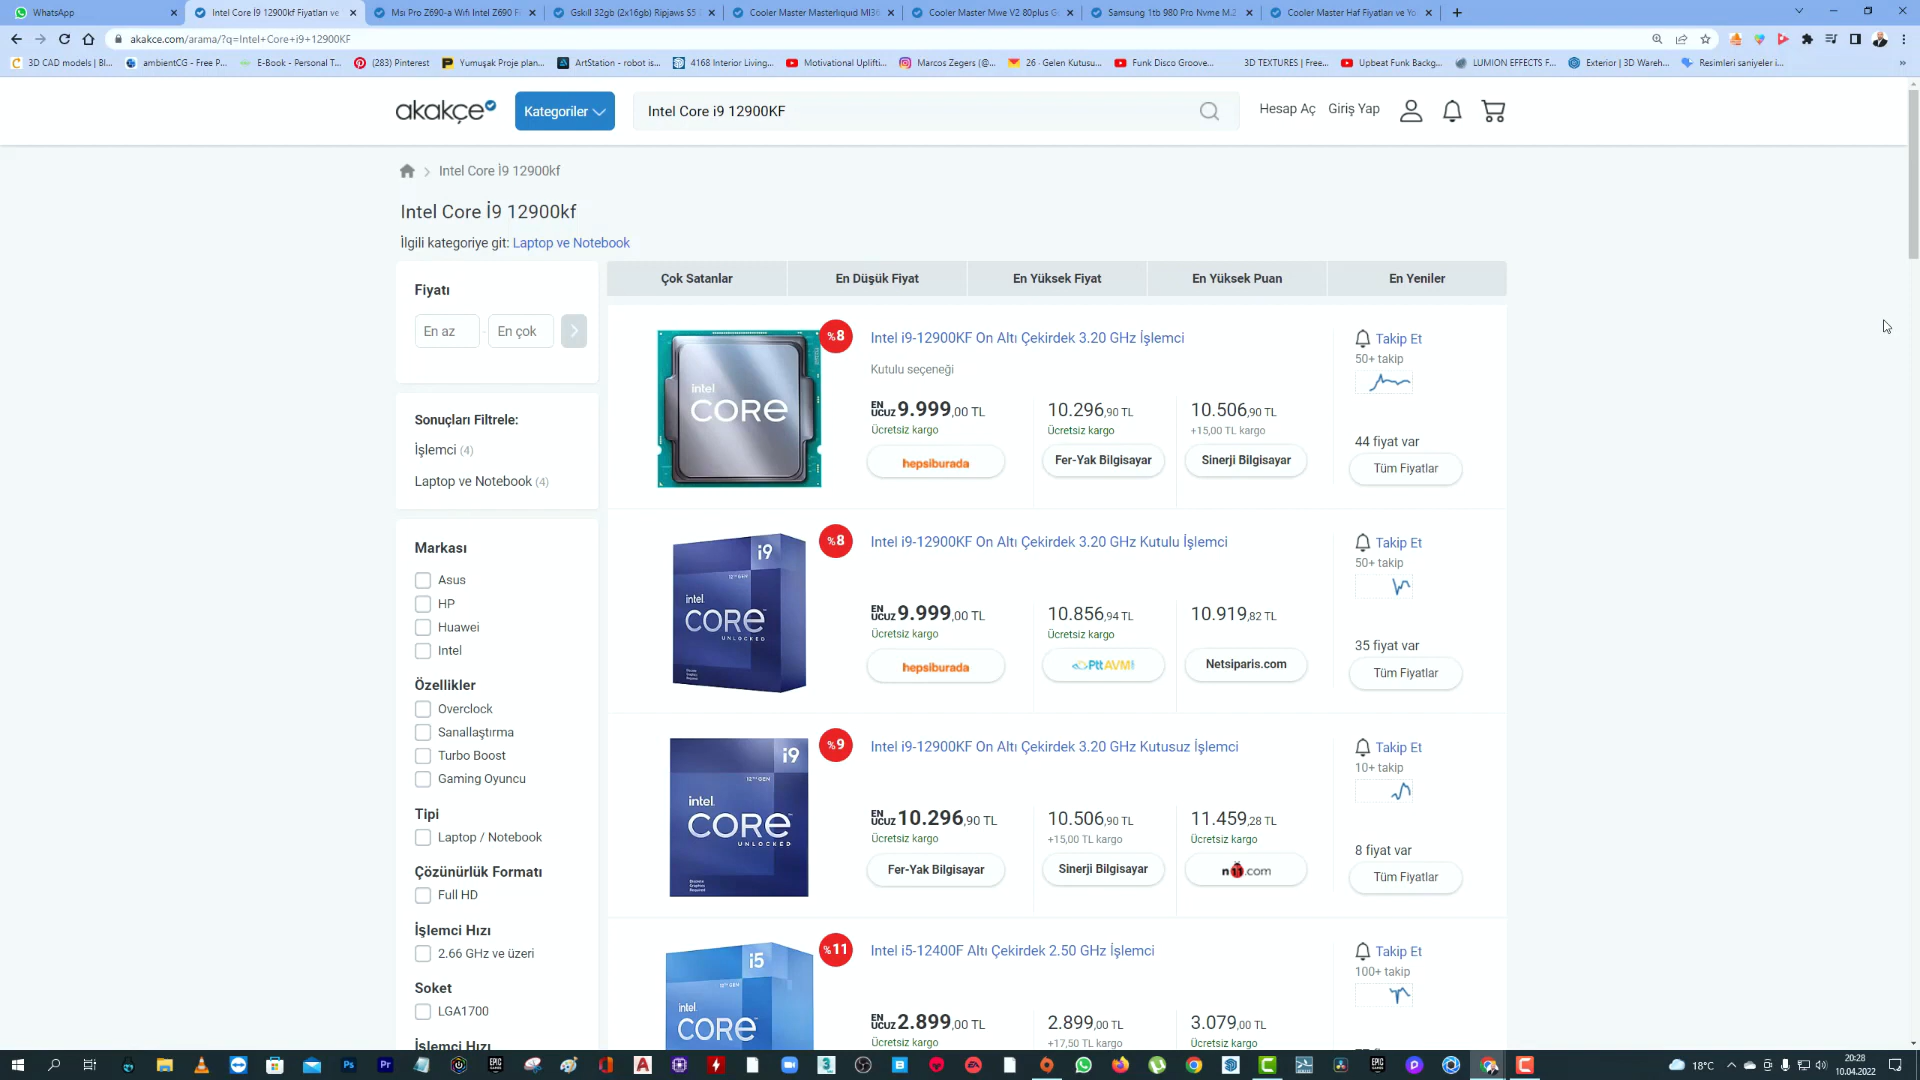 WhatsApp
Intel Core İ9 12900kf Fiyatları ve
Msi Pro Z690-a Wifi Intel Z690 F
Gskill 32gb (2x16gb) Ripjaws S5
Cooler Master Masterliquid Ml36
Cooler Master Mwe V2 80plus G
Samsung 1tb 980 Pro Nvme M.2
Cooler Master Haf Fiyatları ve Yo
akakce.com/arama/?q=Intel+Core+i9+12900KF
3D CAD models | Bl...
ambientCG - Free P...
E-Book - Personal T...
(283) Pinterest
Yumuşak Proje plan...
ArtStation - robot is...
4168 Interior Living...
Motivational Uplifti...
Marcos Zegers (@...
26 - Gelen Kutusu...
Funk Disco Groove...
3D TEXTURES | Free...
Upbeat Funk Backg...
LUMION EFFECTS F...
Exterior | 3D Wareh...
Resimleri saniyeler i...
akakçe
Kategoriler
Intel Core i9 12900KF
Hesap Aç
Giriş Yap
Intel Core İ9 12900kf
Intel Core İ9 12900kf
İlgili kategoriye git: Laptop ve Notebook
Fiyatı
En az - En çok
Sonuçları Filtrele:
İşlemci (4)
Laptop ve Notebook (4)
Markası
Asus
HP
Huawei
Intel
Özellikler
Overclock
Sanallaştırma
Turbo Boost
Gaming Oyuncu
Tipi
Laptop / Notebook
Çözünürlük Formatı
Full HD
İşlemci Hızı
2.66 GHz ve üzeri
Soket
LGA1700
İşlemci Hızı
Çok Satanlar
En Düşük Fiyat
En Yüksek Fiyat
En Yüksek Puan
En Yeniler
intel CORE
%8
Intel i9-12900KF On Altı Çekirdek 3.20 GHz İşlemci
Kutulu seçeneği
EN UCUZ 9.999,00 TL
Ücretsiz kargo
hepsiburada
10.296,90 TL
Ücretsiz kargo
Fer-Yak Bilgisayar
10.506,90 TL
+15,00 TL kargo
Sinerji Bilgisayar
Takip Et
50+ takip
44 fiyat var
Tüm Fiyatlar
i9
intel CORE UNLOCKED
%8
Intel i9-12900KF On Altı Çekirdek 3.20 GHz Kutulu İşlemci
EN UCUZ 9.999,00 TL
Ücretsiz kargo
hepsiburada
10.856,94 TL
Ücretsiz kargo
PttAVM
10.919,82 TL
Netsiparis.com
Takip Et
50+ takip
35 fiyat var
Tüm Fiyatlar
i9
intel CORE UNLOCKED
%9
Intel i9-12900KF On Altı Çekirdek 3.20 GHz Kutusuz İşlemci
EN UCUZ 10.296,90 TL
Ücretsiz kargo
Fer-Yak Bilgisayar
10.506,90 TL
+15,00 TL kargo
Sinerji Bilgisayar
11.459,28 TL
Ücretsiz kargo
n11.com
Takip Et
10+ takip
8 fiyat var
Tüm Fiyatlar
i5
intel CORE
%11
Intel i5-12400F Altı Çekirdek 2.50 GHz İşlemci
EN UCUZ 2.899,00 TL
Ücretsiz kargo
2.899,00 TL
+17,50 TL kargo
3.079,00 TL
Ücretsiz kargo
Takip Et
100+ takip
18°C
20:28
10.04.2022